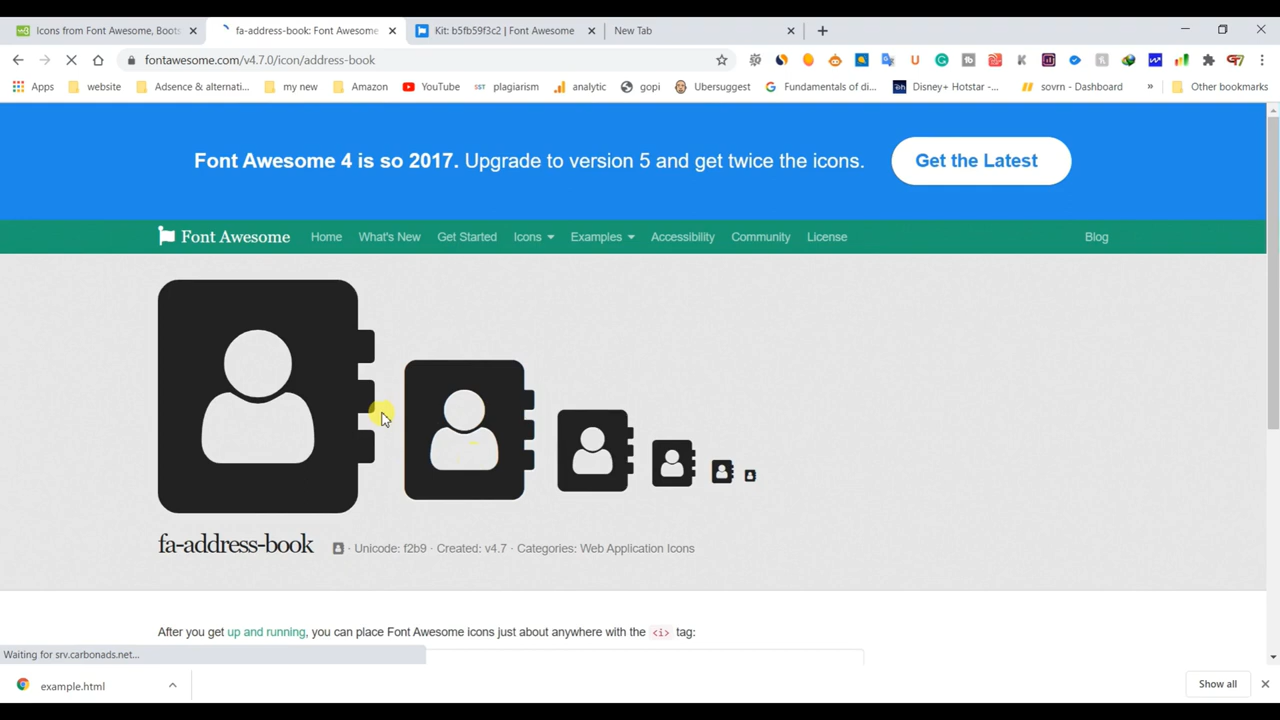 Icons from Font Awesome, Boots
fa-address-book: Font Awesome
Kit: b5fb59f3c2 | Font Awesome
New Tab
fontawesome.com/v4.7.0/icon/address-book
Apps
website
Adsence & alternati...
my new
Amazon
YouTube
SST
plagiarism
analytic
gopi
Ubersuggest
Fundamentals of di...
Disney+ Hotstar -...
sovrn - Dashboard
»
Other bookmarks
Font Awesome 4 is so 2017. Upgrade to version 5 and get twice the icons.
Get the Latest
Font Awesome
Home
What's New
Get Started
Icons
Examples
Accessibility
Community
License
Blog
fa-address-book
· Unicode: f2b9 · Created: v4.7 · Categories: Web Application Icons
After you get up and running, you can place Font Awesome icons just about anywhere with the <i> tag:
Waiting for srv.carbonads.net...
example.html
Show all